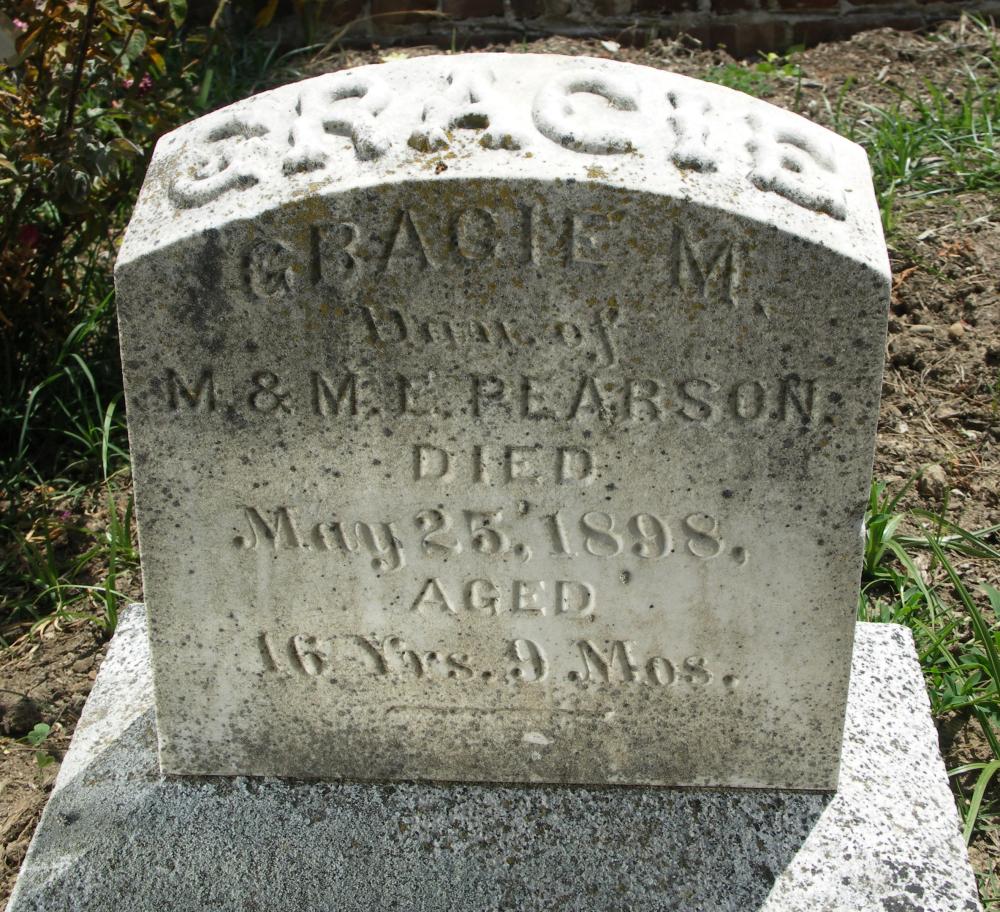 GRACIE
GRACIE M.
Dau. of
M. & M. E. PEARSON.
DIED
May 25, 1898,
AGED
16 Yrs. 9 Mos.